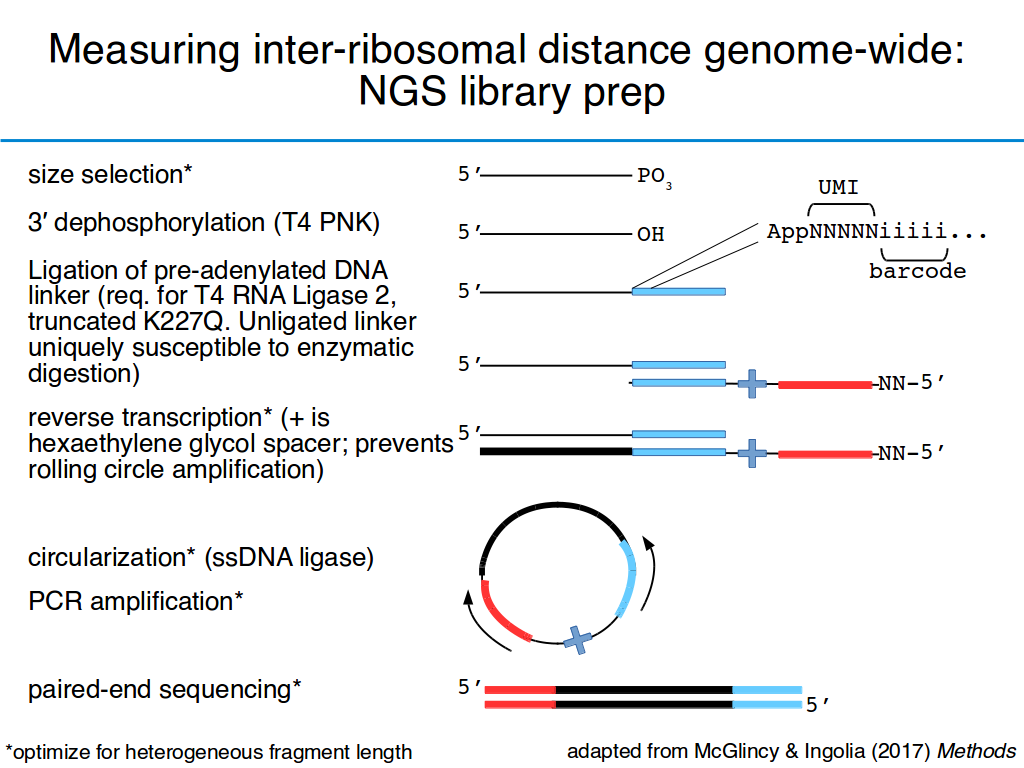 Measuring inter-ribosomal distance genome-wide:
NGS library prep
size selection*
5′
PO3
UMI
3′ dephosphorylation (T4 PNK)
5′
OH
AppNNNNNiiiii...
barcode
Ligation of pre-adenylated DNA
linker (req. for T4 RNA Ligase 2,
truncated K227Q. Unligated linker
uniquely susceptible to enzymatic
digestion)
5′
5′
NN-5′
reverse transcription* (+ is
hexaethylene glycol spacer; prevents
rolling circle amplification)
5′
NN-5′
circularization* (ssDNA ligase)
PCR amplification*
paired-end sequencing*
5′
5′
*optimize for heterogeneous fragment length
adapted from McGlincy & Ingolia (2017) Methods